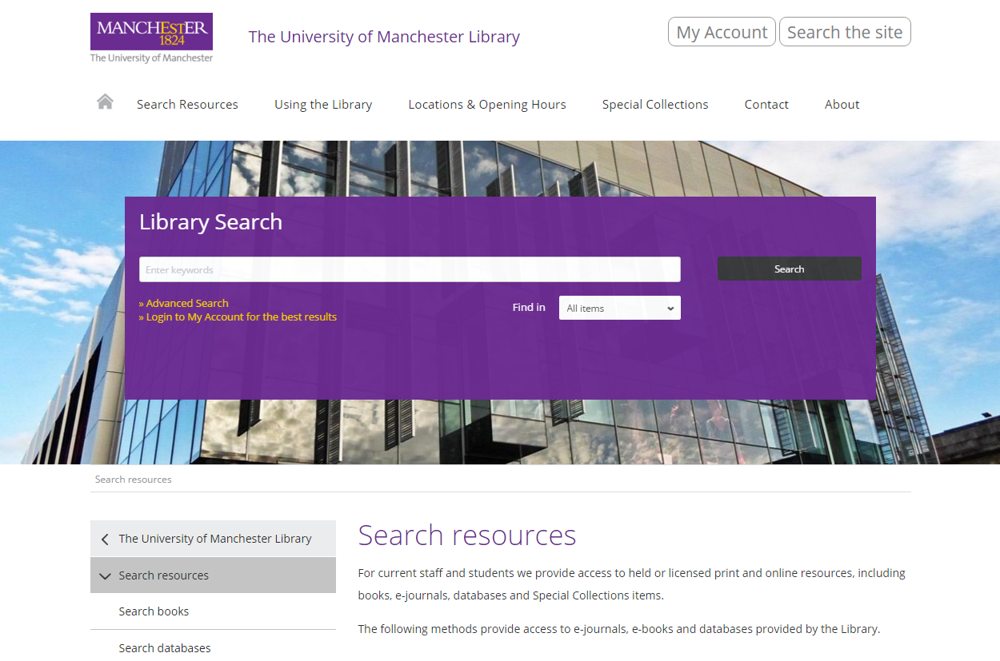 MANCHESTER
1824
The University of Manchester
The University of Manchester Library
My Account
Search the site
Search Resources
Using the Library
Locations & Opening Hours
Special Collections
Contact
About
Library Search
Enter keywords
Search
» Advanced Search
» Login to My Account for the best results
Find in
All items
Search resources
The University of Manchester Library
Search resources
Search books
Search databases
Search resources
For current staff and students we provide access to held or licensed print and online resources, including
books, e-journals, databases and Special Collections items.
The following methods provide access to e-journals, e-books and databases provided by the Library.